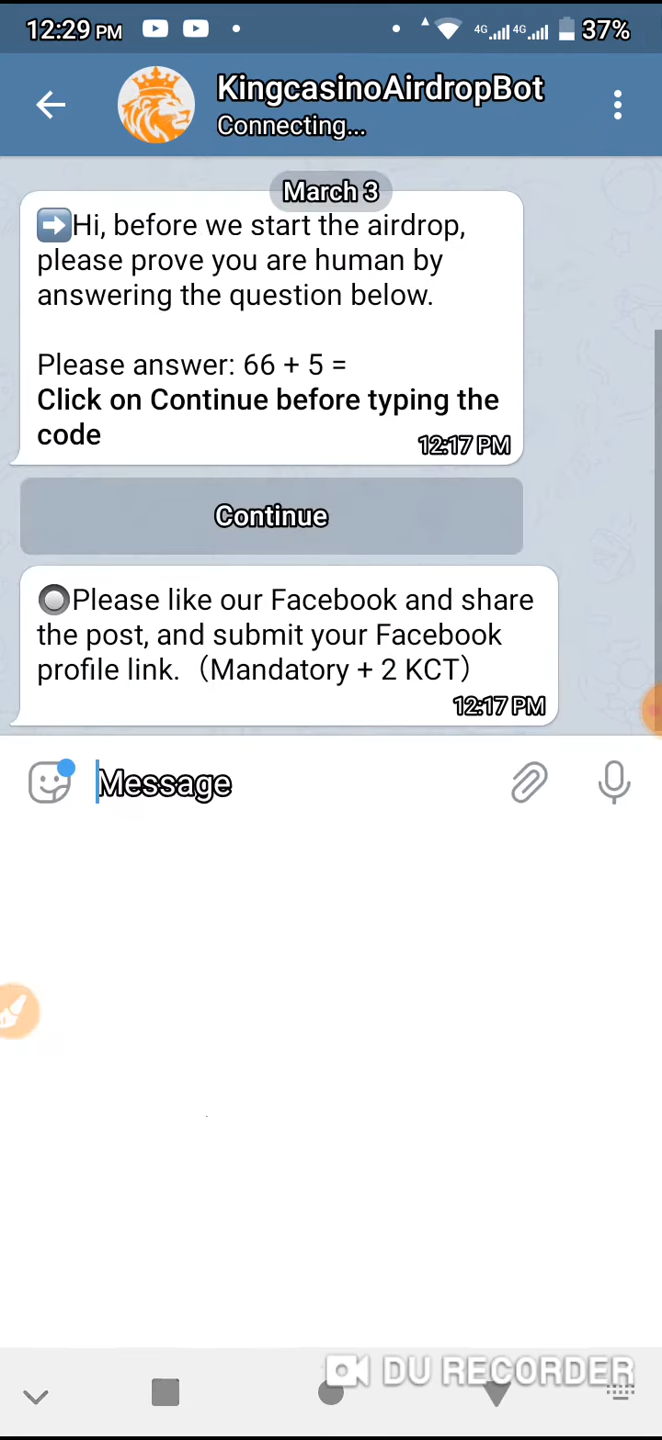 12:29 PM 4G 4G 37%
KingcasinoAirdropBot
Connecting...
March 3
➡️Hi, before we start the airdrop,
please prove you are human by
answering the question below.
Please answer: 66 + 5 =
Click on Continue before typing the
code
12:17 PM
Continue
🔘Please like our Facebook and share
the post, and submit your Facebook
profile link.（Mandatory + 2 KCT）
12:17 PM
Message
DU RECORDER